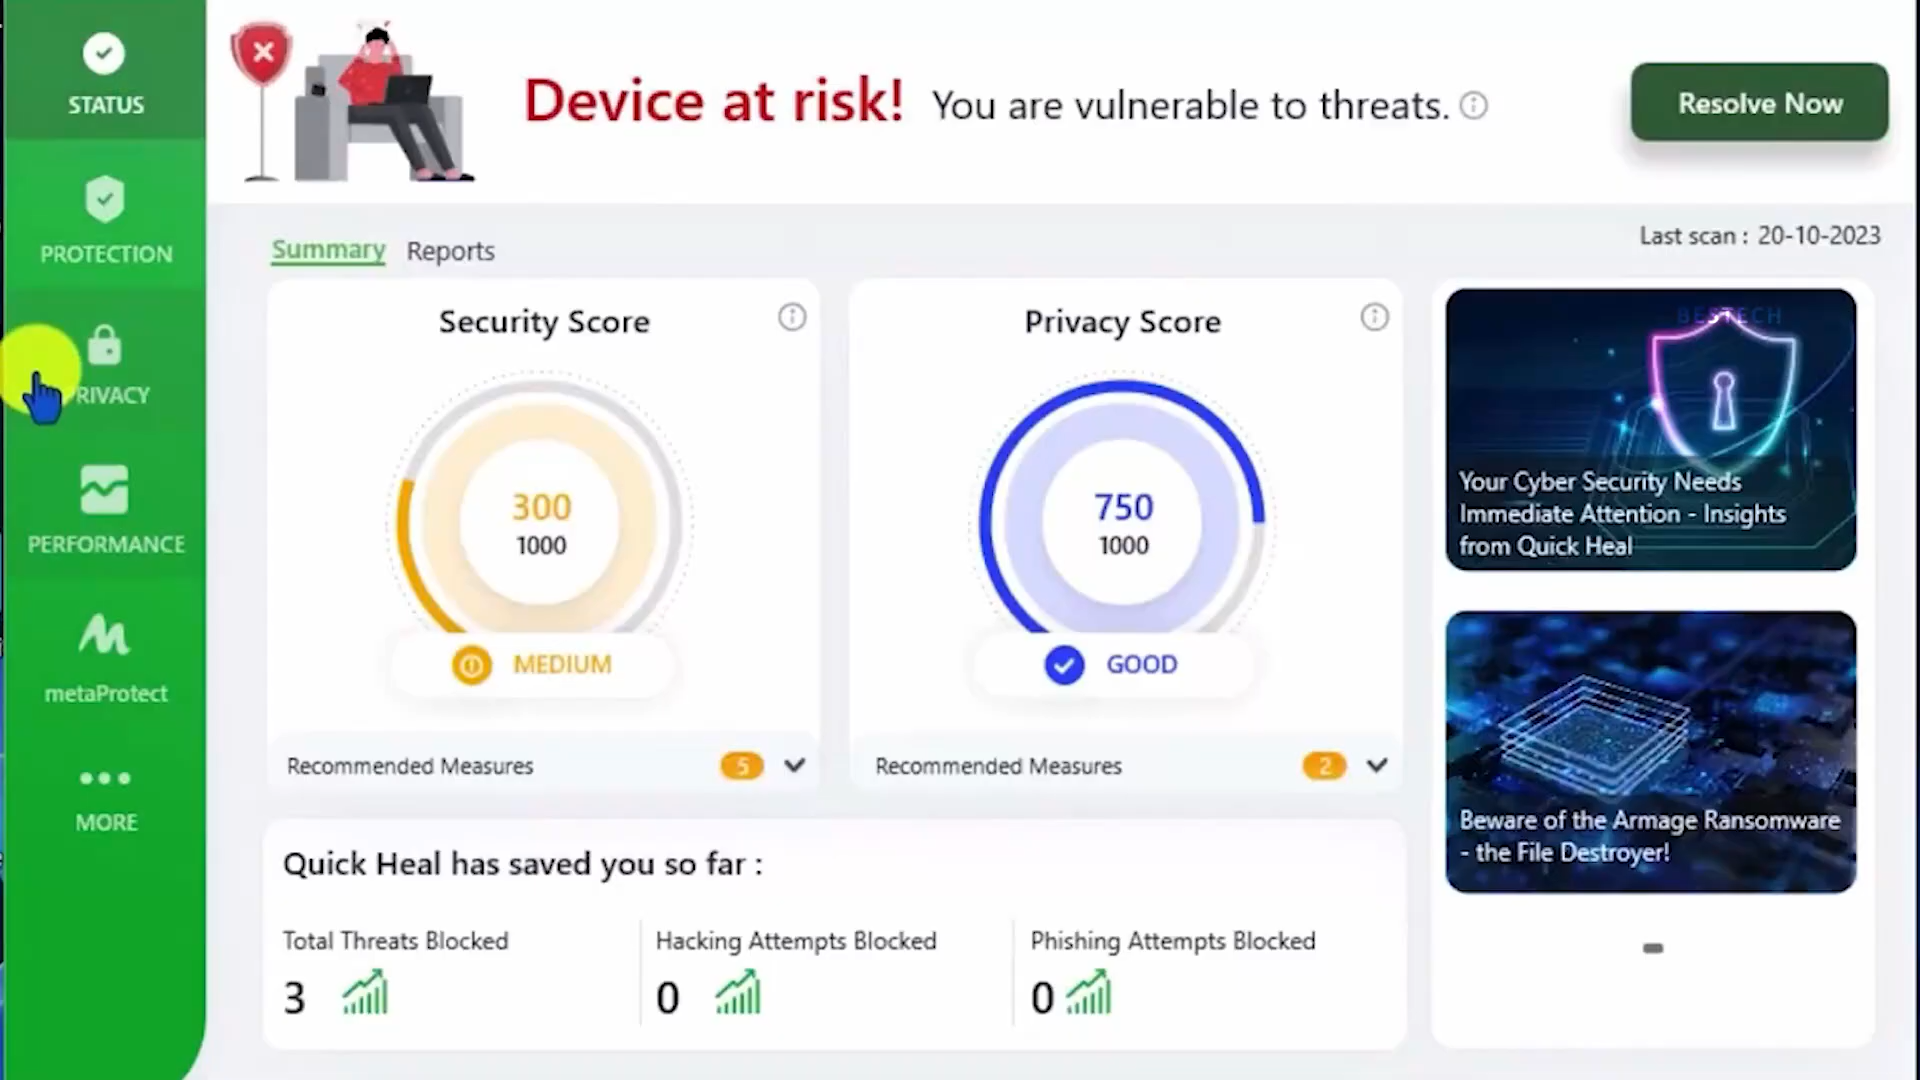 STATUS
PROTECTION
RIVACY
PERFORMANCE
metaProtect
MORE
Device at risk! You are vulnerable to threats.
Resolve Now
Summary Reports
Last scan : 20-10-2023
Security Score
300
1000
MEDIUM
Recommended Measures 5
Privacy Score
750
1000
GOOD
Recommended Measures 2
BESTECH
Your Cyber Security Needs
Immediate Attention - Insights
from Quick Heal
Beware of the Armage Ransomware
- the File Destroyer!
Quick Heal has saved you so far :
Total Threats Blocked
3
Hacking Attempts Blocked
0
Phishing Attempts Blocked
0